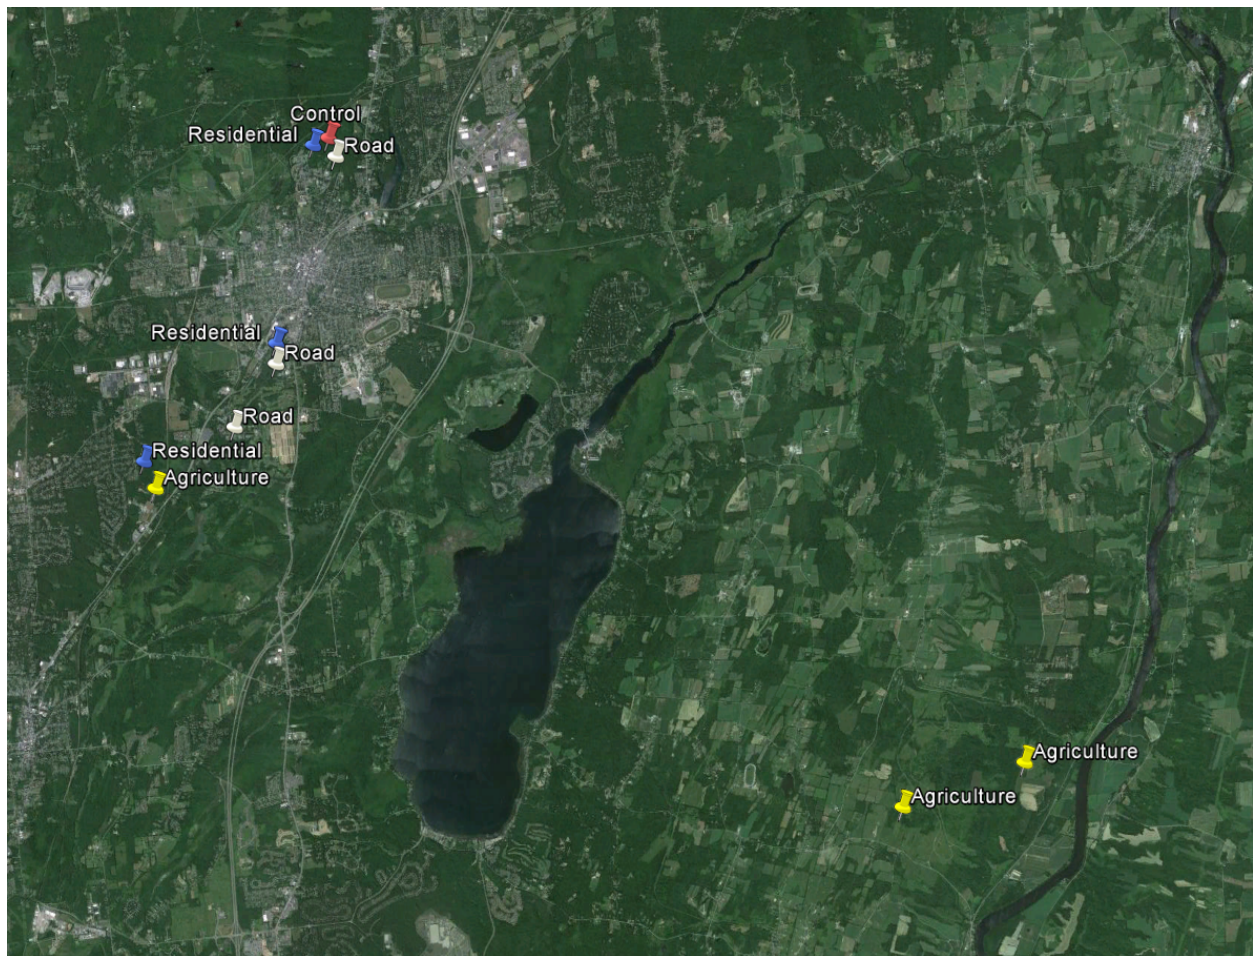 Control
Residential
Road
Residential
Road
Road
Residential
Agriculture
Agriculture
Agriculture